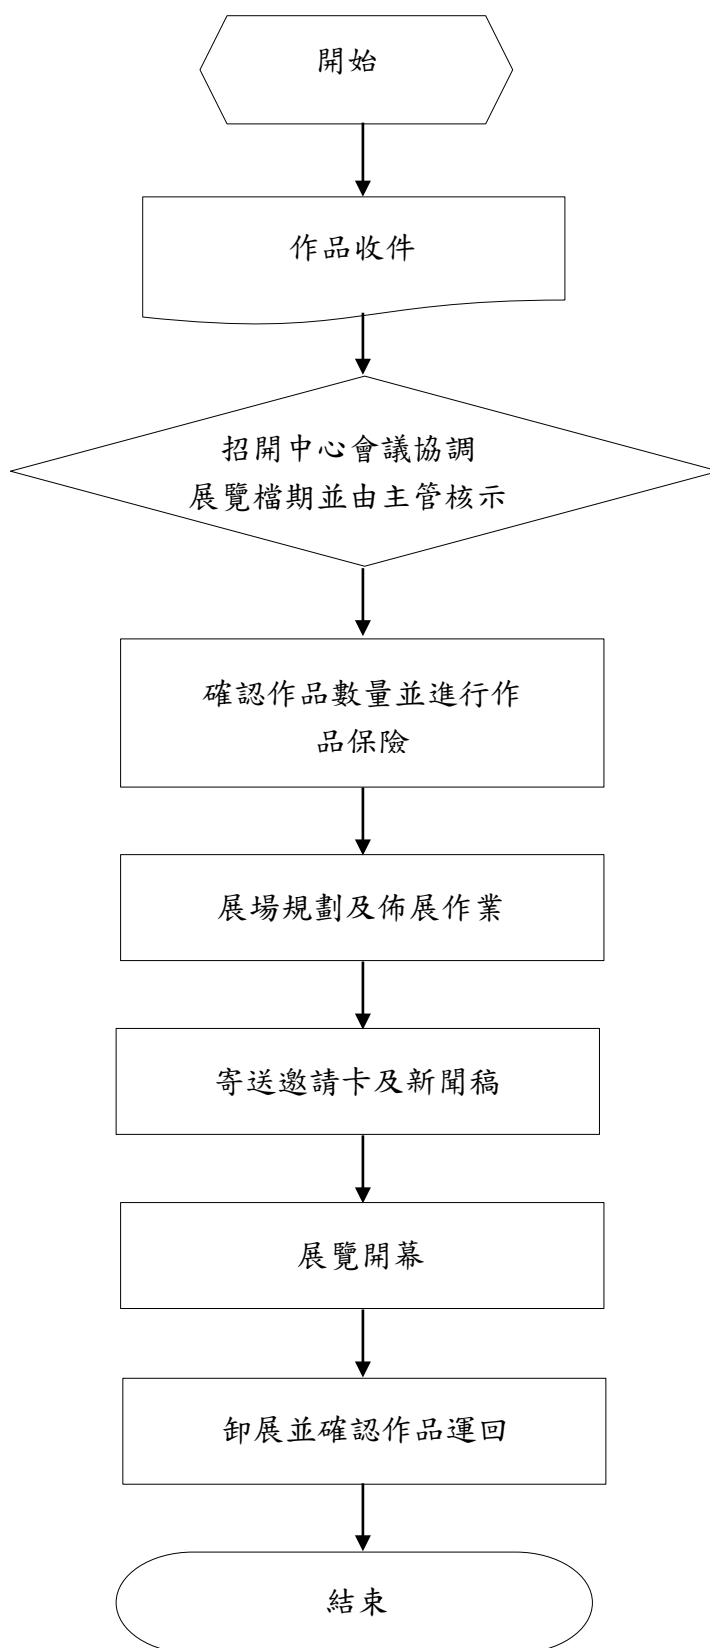 開始
作品收件
招開中心會議協調
展覽檔期並由主管核示
確認作品數量並進行作
品保險
展場規劃及佈展作業
寄送邀請卡及新聞稿
展覽開幕
卸展並確認作品運回
結束